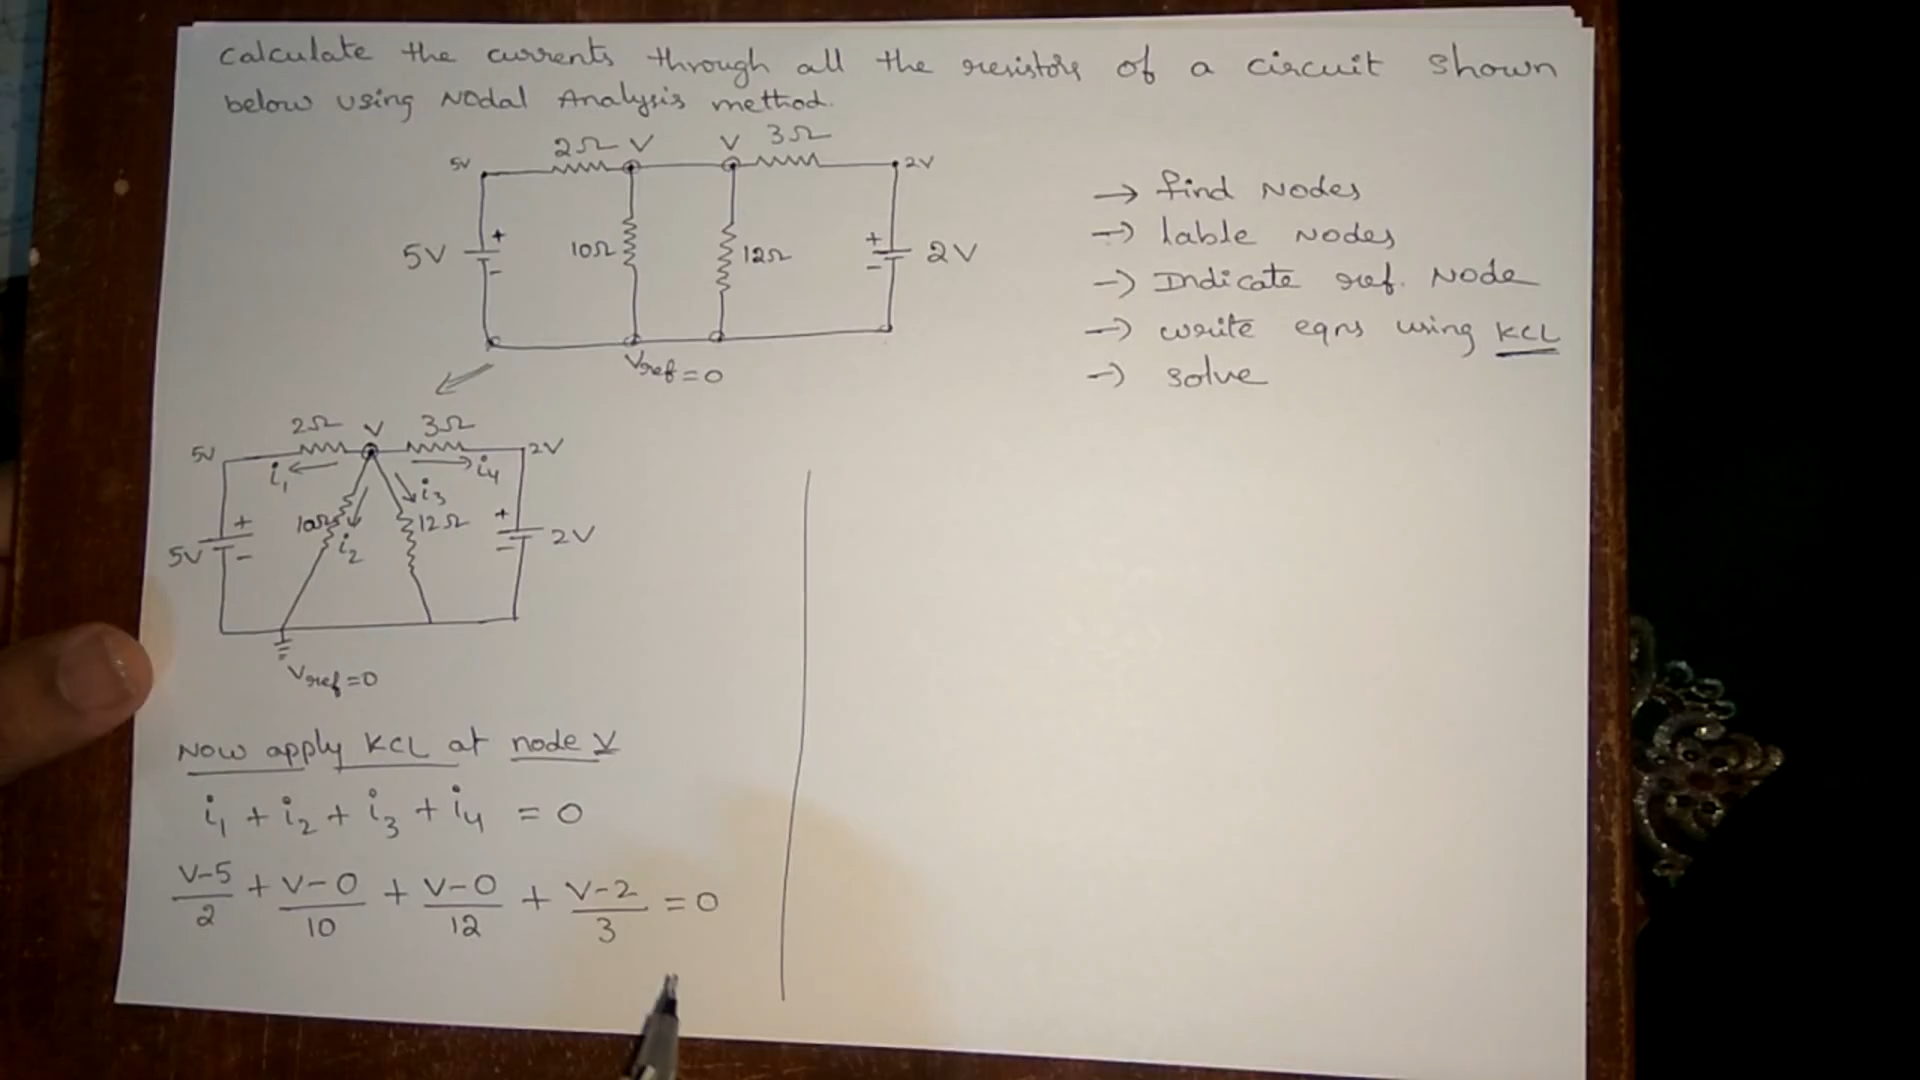 Calculate the currents through all the resistors of a circuit shown
below using Nodal Analysis method.
5V 2Ω V V 3Ω 2V
5V + - 10Ω 12Ω + - 2V
Vref = 0
→ find Nodes
→ lable Nodes
→ Indicate ref. Node
→ write eqns using KCL
→ solve
5V 2Ω V 3Ω 2V
i₁ i₄
i₃
5V + - 10Ω i₂ 12Ω + - 2V
Vref = 0
Now apply KCL at node V
i₁ + i₂ + i₃ + i₄ = 0
V-5/2 + V-0/10 + V-0/12 + V-2/3 = 0